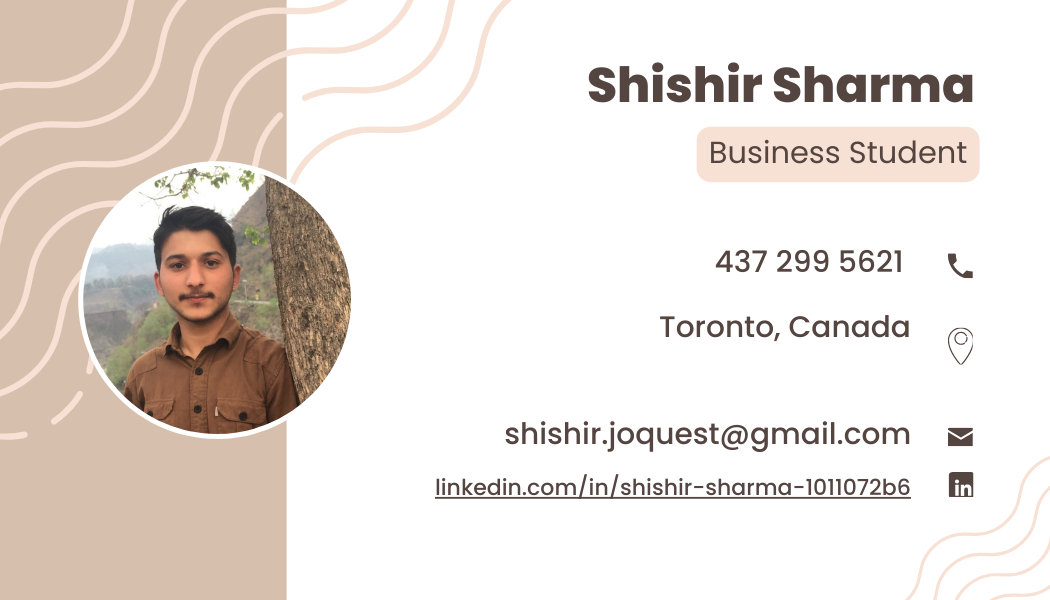 Shishir Sharma
Business Student
437 299 5621
Toronto, Canada
shishir.joquest@gmail.com
linkedin.com/in/shishir-sharma-1011072b6